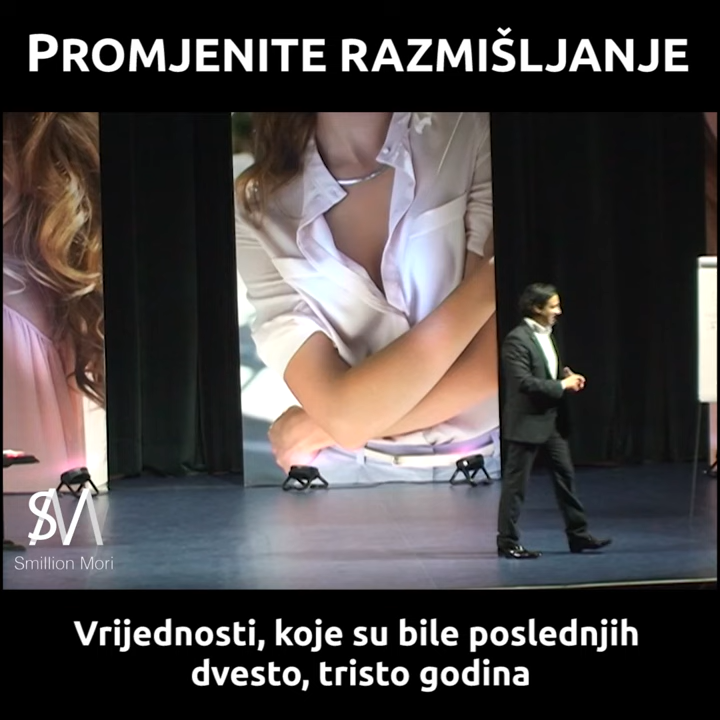 PROMJENITE RAZMIŠLJANJE
SM
Smillion Mori
Vrijednosti, koje su bile poslednjih
dvesto, tristo godina